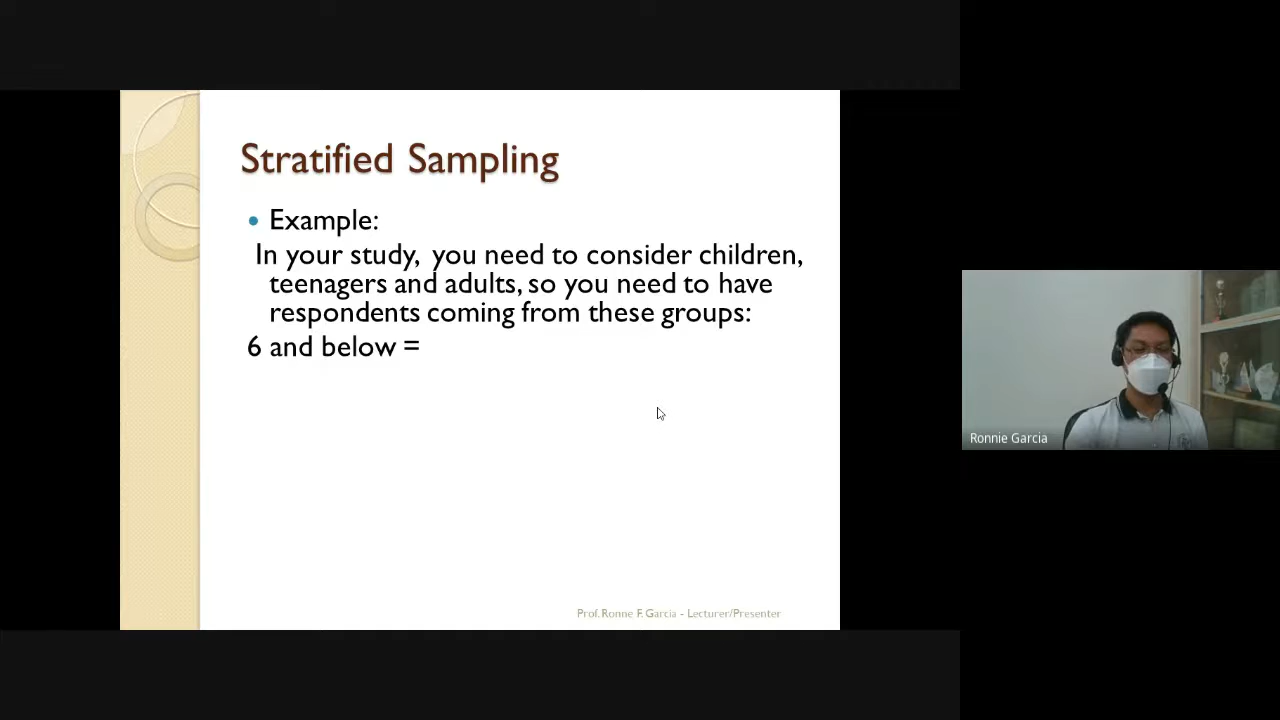 Stratified Sampling
• Example:
In your study, you need to consider children,
teenagers and adults, so you need to have
respondents coming from these groups:
6 and below =
Prof. Ronne F. Garcia - Lecturer/Presenter
Ronnie Garcia